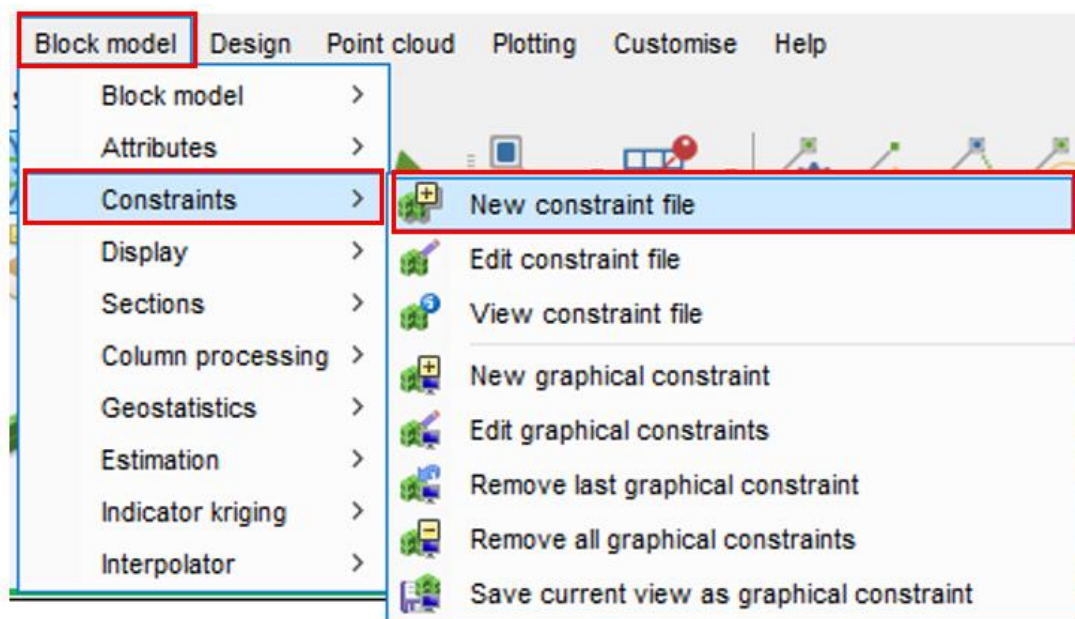 Block model Design Point cloud Plotting Customise Help
Block model
Attributes
Constraints
Display
Sections
Column processing
Geostatistics
Estimation
Indicator kriging
Interpolator
New constraint file
Edit constraint file
View constraint file
New graphical constraint
Edit graphical constraints
Remove last graphical constraint
Remove all graphical constraints
Save current view as graphical constraint